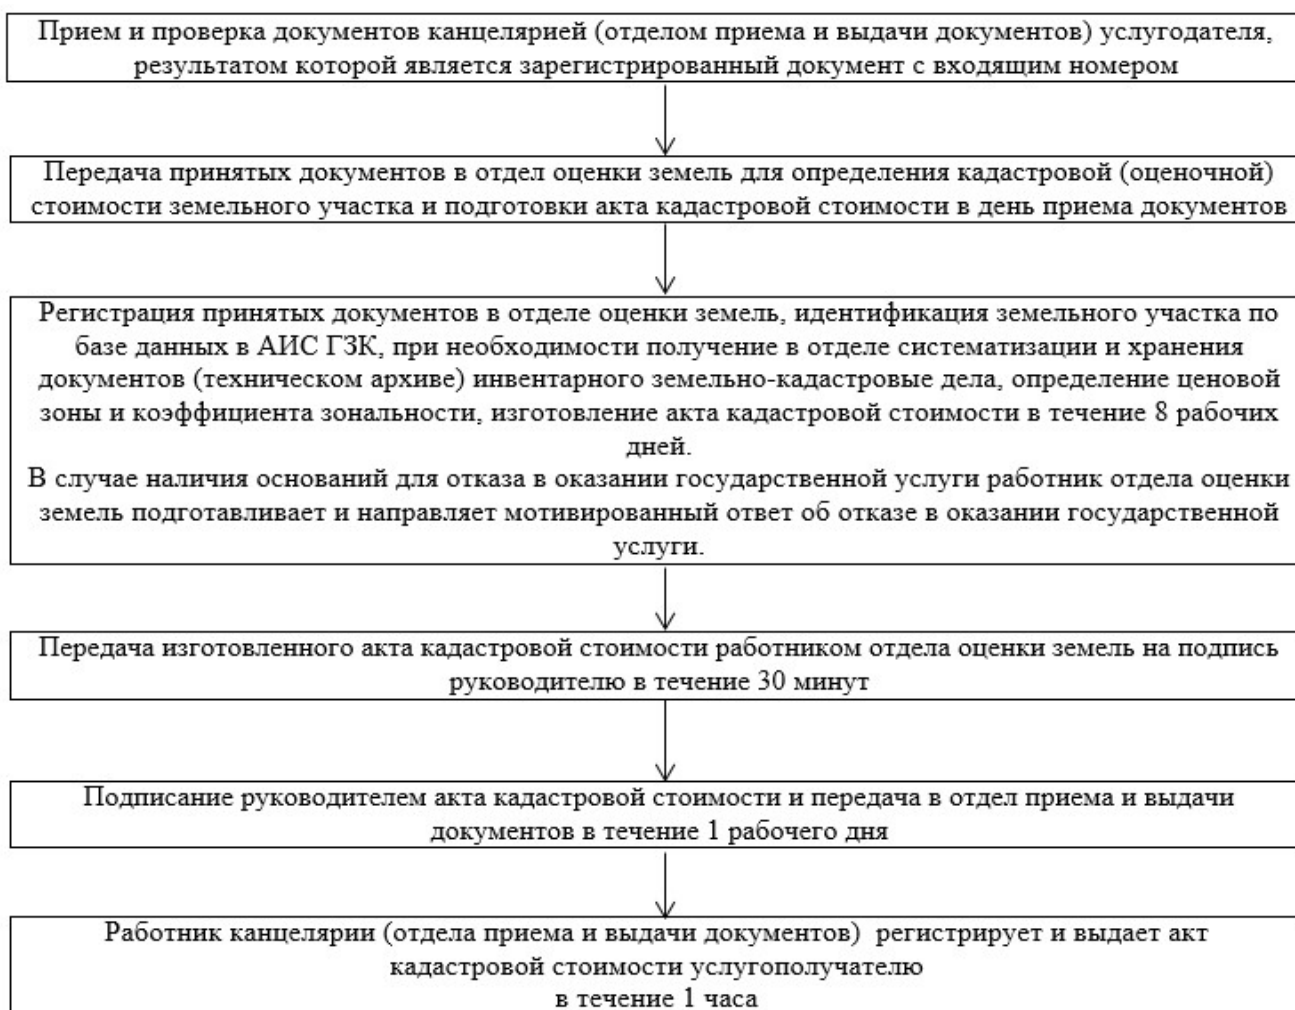 Прием и проверка документов канцелярией (отделом приема и выдачи документов) услугодателя,
результатом которой является зарегистрированный документ с входящим номером
Передача принятых документов в отдел оценки земель для определения кадастровой (оценочной)
стоимости земельного участка и подготовки акта кадастровой стоимости в день приема документов
Регистрация принятых документов в отделе оценки земель, идентификация земельного участка по
базе данных в АИС ГЗК, при необходимости получение в отделе систематизации и хранения
документов (техническом архиве) инвентарного земельно-кадастровые дела, определение ценовой
зоны и коэффициента зональности, изготовление акта кадастровой стоимости в течение 8 рабочих
дней.
В случае наличия оснований для отказа в оказании государственной услуги работник отдела оценки
земель подготавливает и направляет мотивированный ответ об отказе в оказании государственной
услуги.
Передача изготовленного акта кадастровой стоимости работником отдела оценки земель на подпись
руководителю в течение 30 минут
Подписание руководителем акта кадастровой стоимости и передача в отдел приема и выдачи
документов в течение 1 рабочего дня
Работник канцелярии (отдела приема и выдачи документов) регистрирует и выдает акт
кадастровой стоимости услугополучателю
в течение 1 часа